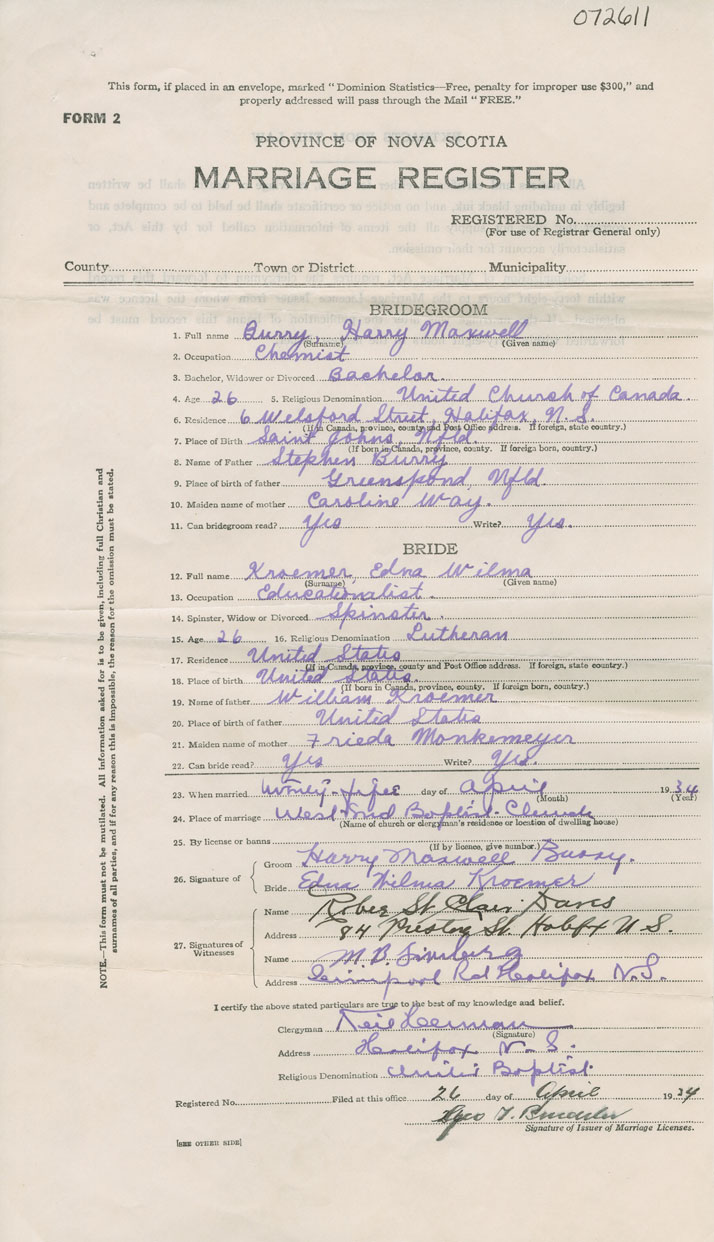 072611
This form, if placed in an envelope, marked "Dominion Statistics—Free, penalty for improper use $300," and
properly addressed will pass through the Mail "FREE."
FORM 2
PROVINCE OF NOVA SCOTIA
MARRIAGE REGISTER
REGISTERED No.
(For use of Registrar General only)
County Town or District Municipality
BRIDEGROOM
1. Full name Burry, Harry Maxwell
(Surname) (Given name)
2. Occupation Chemist
3. Bachelor, Widower or Divorced Bachelor.
4. Age 26 5. Religious Denomination United Church of Canada.
6. Residence 6 Welsford Street, Halifax, N.S.
(If in Canada, province, county and Post Office address. If foreign, state country.)
7. Place of Birth Saint Johns, Nfld.
(If born in Canada, province, county. If foreign born, country.)
8. Name of Father Stephen Burry
9. Place of birth of father Greenspond, Nfld.
10. Maiden name of mother Caroline Way.
11. Can bridegroom read? Yes Write? Yes.
BRIDE
12. Full name Kroemer, Edna Wilma
(Surname) (Given name)
13. Occupation Educationalist.
14. Spinster, Widow or Divorced Spinster.
15. Age 26 16. Religious Denomination Lutheran
17. Residence United States
(If in Canada, province, county and Post Office address. If foreign, state country.)
18. Place of birth United States.
(If born in Canada, province, county. If foreign born, country.)
19. Name of father William Kroemer
20. Place of birth of father United States
21. Maiden name of mother Frieda Monkemeyer
22. Can bride read? Yes Write? Yes.
23. When married day of April 1934
(Month) (Year)
24. Place of marriage West End Baptist Church
(Name of church or clergyman's residence or location of dwelling house)
25. By license or banns
(If by licence, give number.)
26. Signature of
Groom Harry Maxwell Burry.
Bride Edna Wilma Kroemer
27. Signatures of Witnesses
Name St. Clair Davis
Address 84 Preston St. Halifax N.S.
Name M. B.
Address Rd Halifax N.S.
I certify the above stated particulars are true to the best of my knowledge and belief.
Clergyman Neil Herman
(Signature)
Address Halifax N.S.
Religious Denomination United Baptist.
Registered No. Filed at this office 26 day of April 1934
Geo
Signature of Issuer of Marriage Licenses.
[SEE OTHER SIDE]
NOTE.—This form must not be mutilated. All information asked for is to be given, including full Christian and
surnames of all parties, and if for any reason this is impossible, the reason for the omission must be stated.